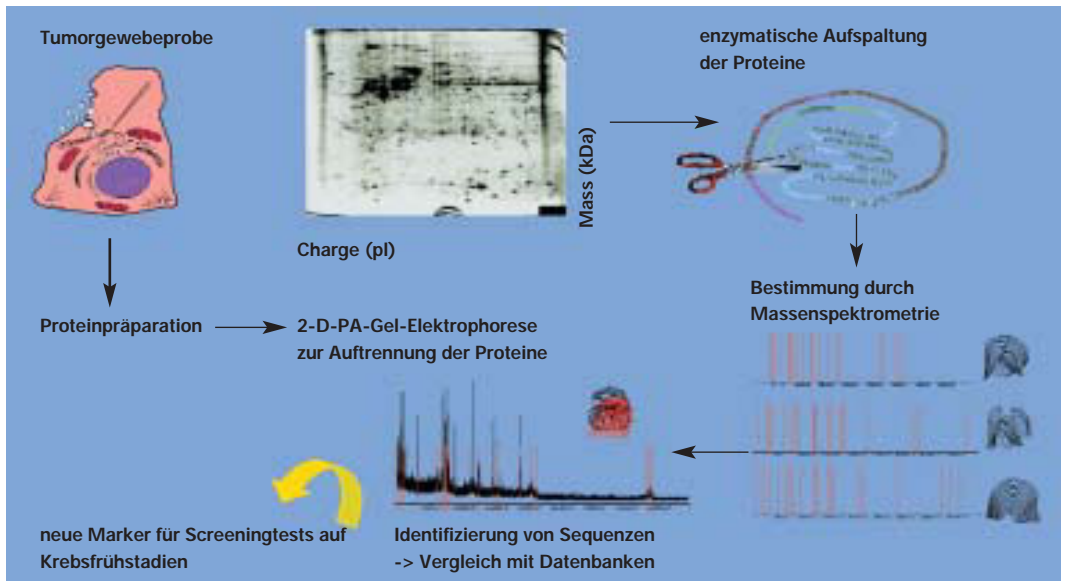 Tumorgewebeprobe
enzymatische Aufspaltung
der Proteine
Mass (kDa)
Charge (pI)
Bestimmung durch
Massenspektrometrie
Proteinpräparation
2-D-PA-Gel-Elektrophorese
zur Auftrennung der Proteine
neue Marker für Screeningtests auf
Krebsfrühstadien
Identifizierung von Sequenzen
-> Vergleich mit Datenbanken